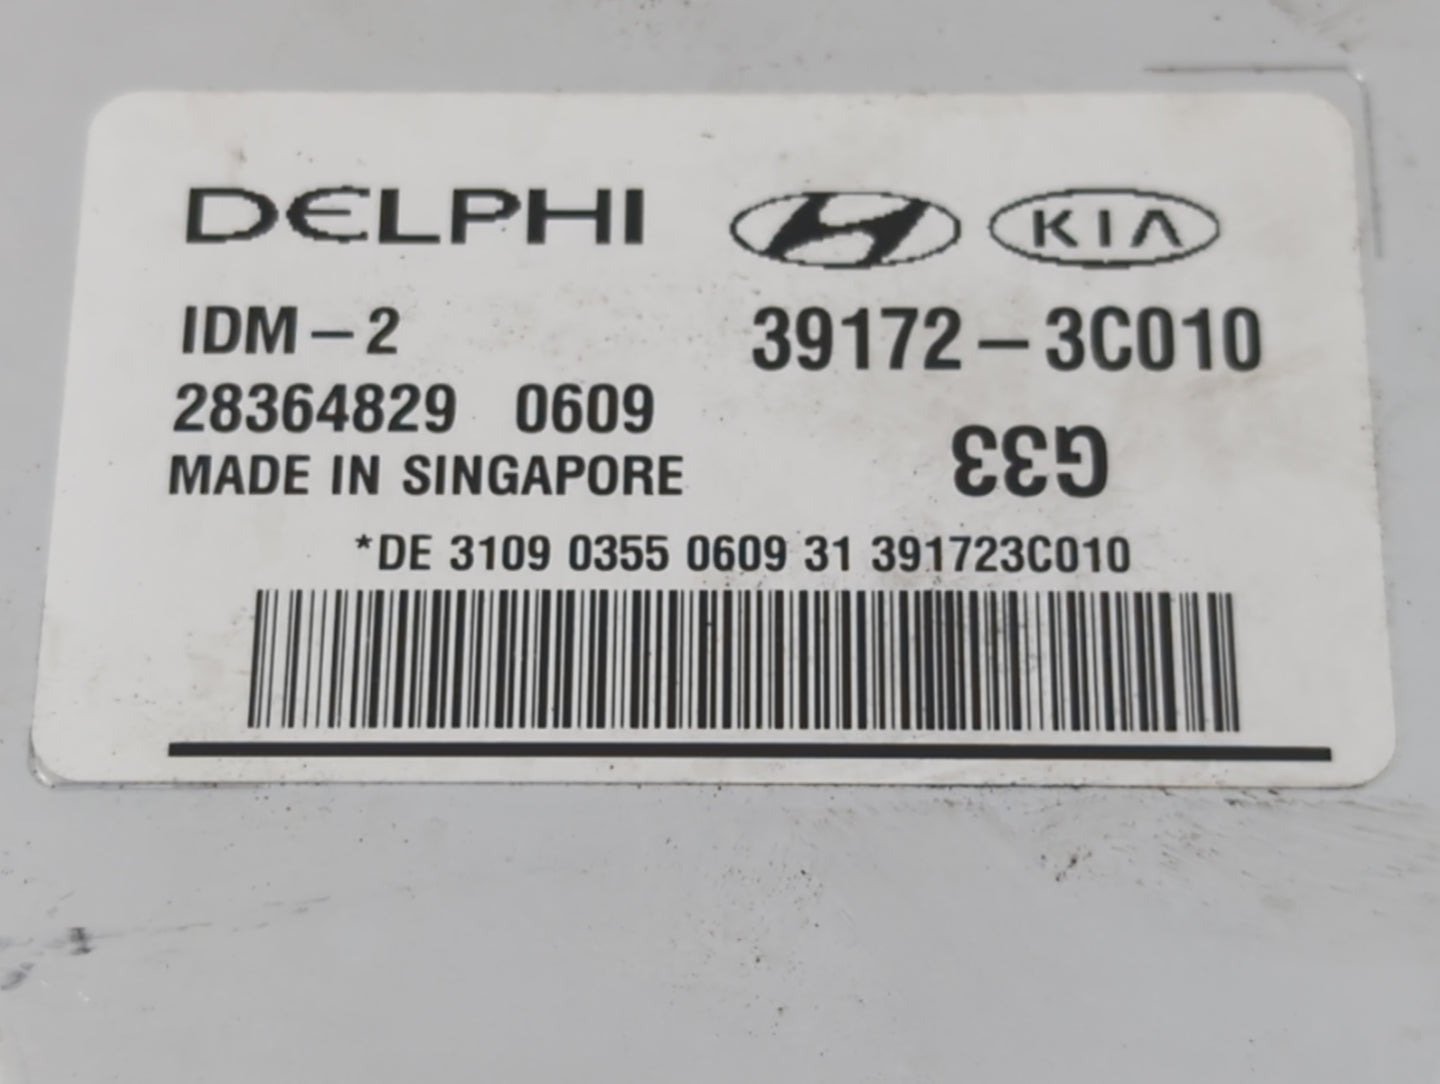 DELPHI KIA
IDM-2 39172-3C010
28364829 0609
G33
MADE IN SINGAPORE
*DE 3109 0355 0609 31 391723C010